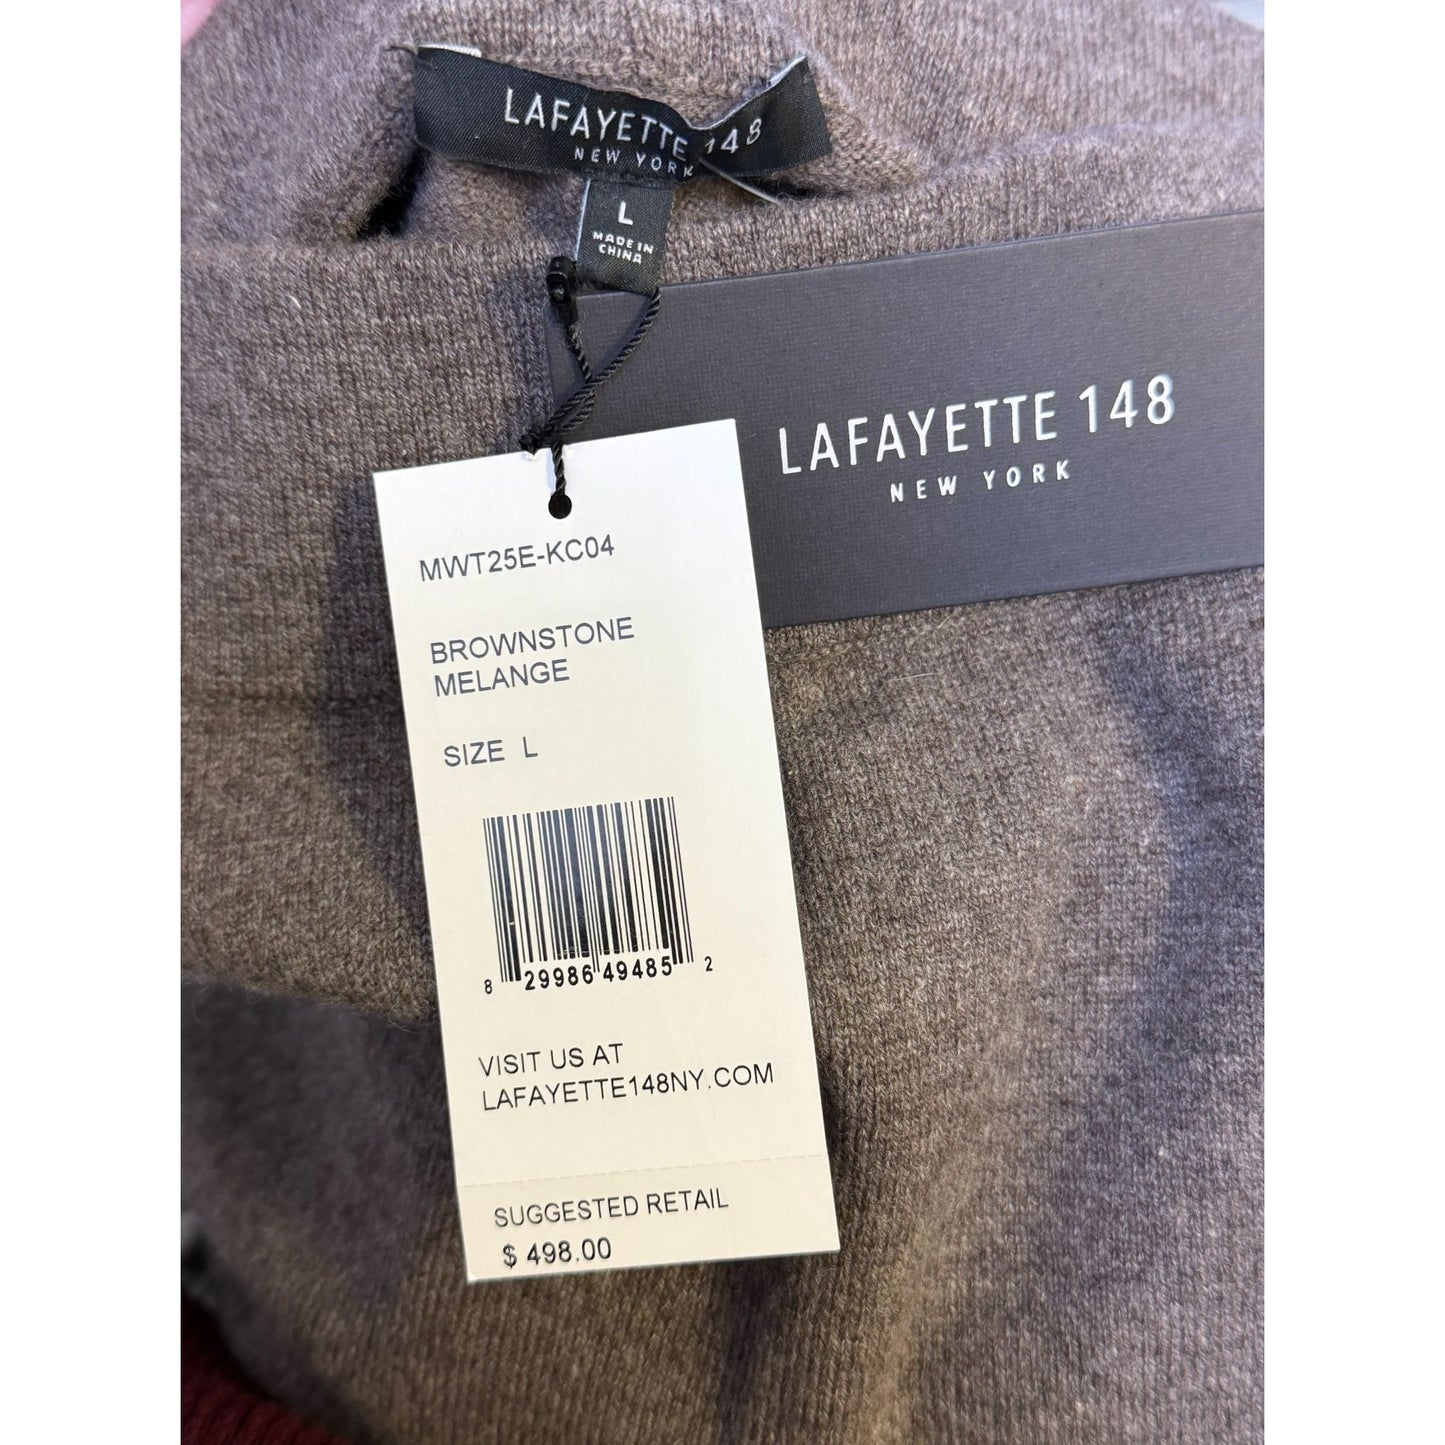 LAFAYETTE 148
NEW YORK
L
MADE IN
CHINA
LAFAYETTE 148
NEW YORK
MWT25E-KC04
BROWNSTONE
MELANGE
SIZE L
8 29986 49485 2
VISIT US AT
LAFAYETTE148NY.COM
SUGGESTED RETAIL
$ 498.00